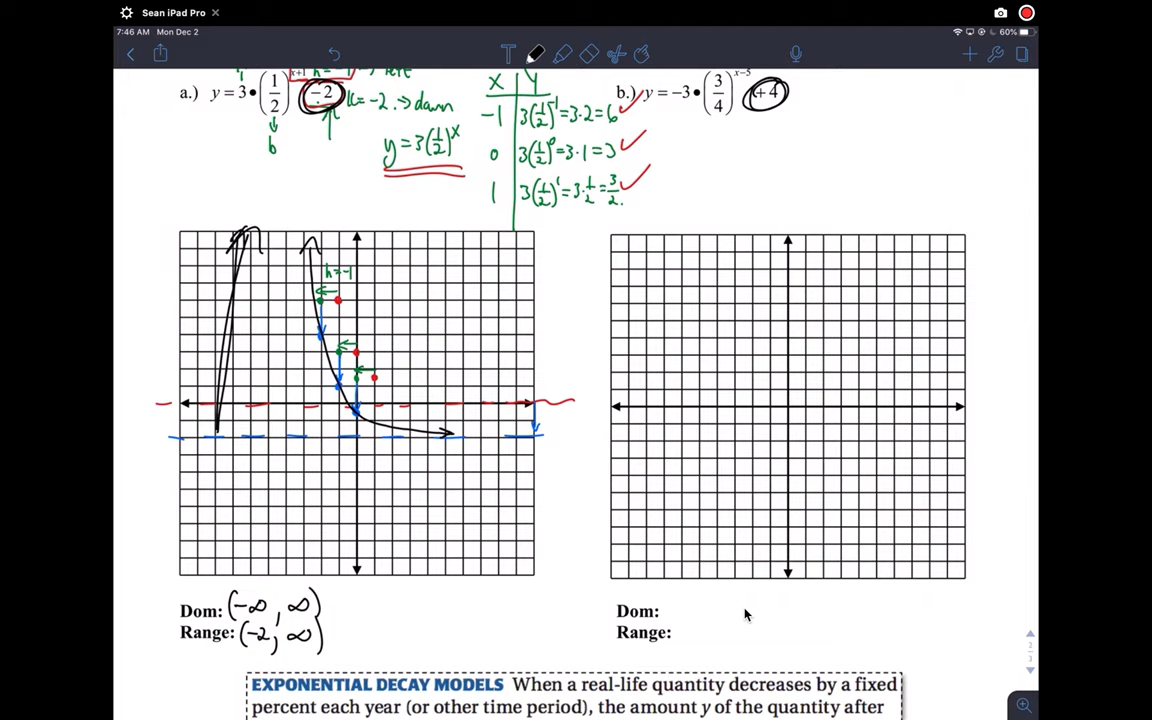 Sean iPad Pro ×
7:46 AM Mon Dec 2
60%
T
x+1 h=-1 → left
a.) y = 3 • (1/2) -2 k=-2 → down
b
y=3(1/2)^x
X Y
-1 3(1/2)^-1=3·2=6
0 3(1/2)^0=3·1=3
1 3(1/2)^1=3·1/2=3/2
b.) y = −3 • (3/4)^x−5 +4
h=-1
Dom: (-∞, ∞)
Range: (-2, ∞)
Dom:
Range:
EXPONENTIAL DECAY MODELS When a real-life quantity decreases by a fixed
percent each year (or other time period), the amount y of the quantity after